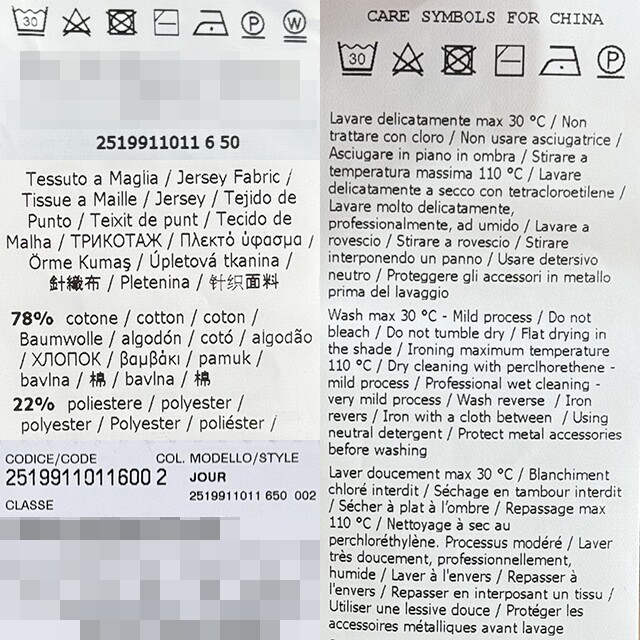 30
P
W
2519911011 6 50
Tessuto a Maglia / Jersey Fabric /
Tissue a Maille / Jersey / Tejido de
Punto / Teixit de punt / Tecido de
Malha / ТРИКОТАЖ / Πλεκτό ύφασμα /
Örme Kumaş / Úpletová tkanina /
針織布 / Pletenina / 针织面料
78% cotone / cotton / coton /
Baumwolle / algodón / cotó / algodão
/ ХЛОПОК / βαμβάκι / pamuk /
bavlna / 棉 / bavlna / 棉
22% poliestere / polyester /
polyester / Polyester / poliéster /
CODICE/CODE COL. MODELLO/STYLE
2519911011600 2 JOUR
2519911011 650 002
CLASSE
CARE SYMBOLS FOR CHINA
30
P
Lavare delicatamente max 30 °C / Non
trattare con cloro / Non usare asciugatrice /
Asciugare in piano in ombra / Stirare a
temperatura massima 110 °C / Lavare
delicatamente a secco con tetracloroetilene /
Lavare molto delicatamente,
professionalmente, ad umido / Lavare a
rovescio / Stirare a rovescio / Stirare
interponendo un panno / Usare detersivo
neutro / Proteggere gli accessori in metallo
prima del lavaggio
Wash max 30 °C - Mild process / Do not
bleach / Do not tumble dry / Flat drying in
the shade / Ironing maximum temperature
110 °C / Dry cleaning with perclhorethene -
mild process / Professional wet cleaning -
very mild process / Wash reverse / Iron
revers / Iron with a cloth between / Using
neutral detergent / Protect metal accessories
before washing
Laver doucement max 30 °C / Blanchiment
chloré interdit / Séchage en tambour interdit
/ Sécher à plat à l'ombre / Repassage max
110 °C / Nettoyage à sec au
perchloréthylène. Processus modéré / Laver
très doucement, professionnellement,
humide / Laver à l'envers / Repasser à
l'envers / Repasser en interposant un tissu /
Utiliser une lessive douce / Protéger les
accessoires métalliques avant lavage